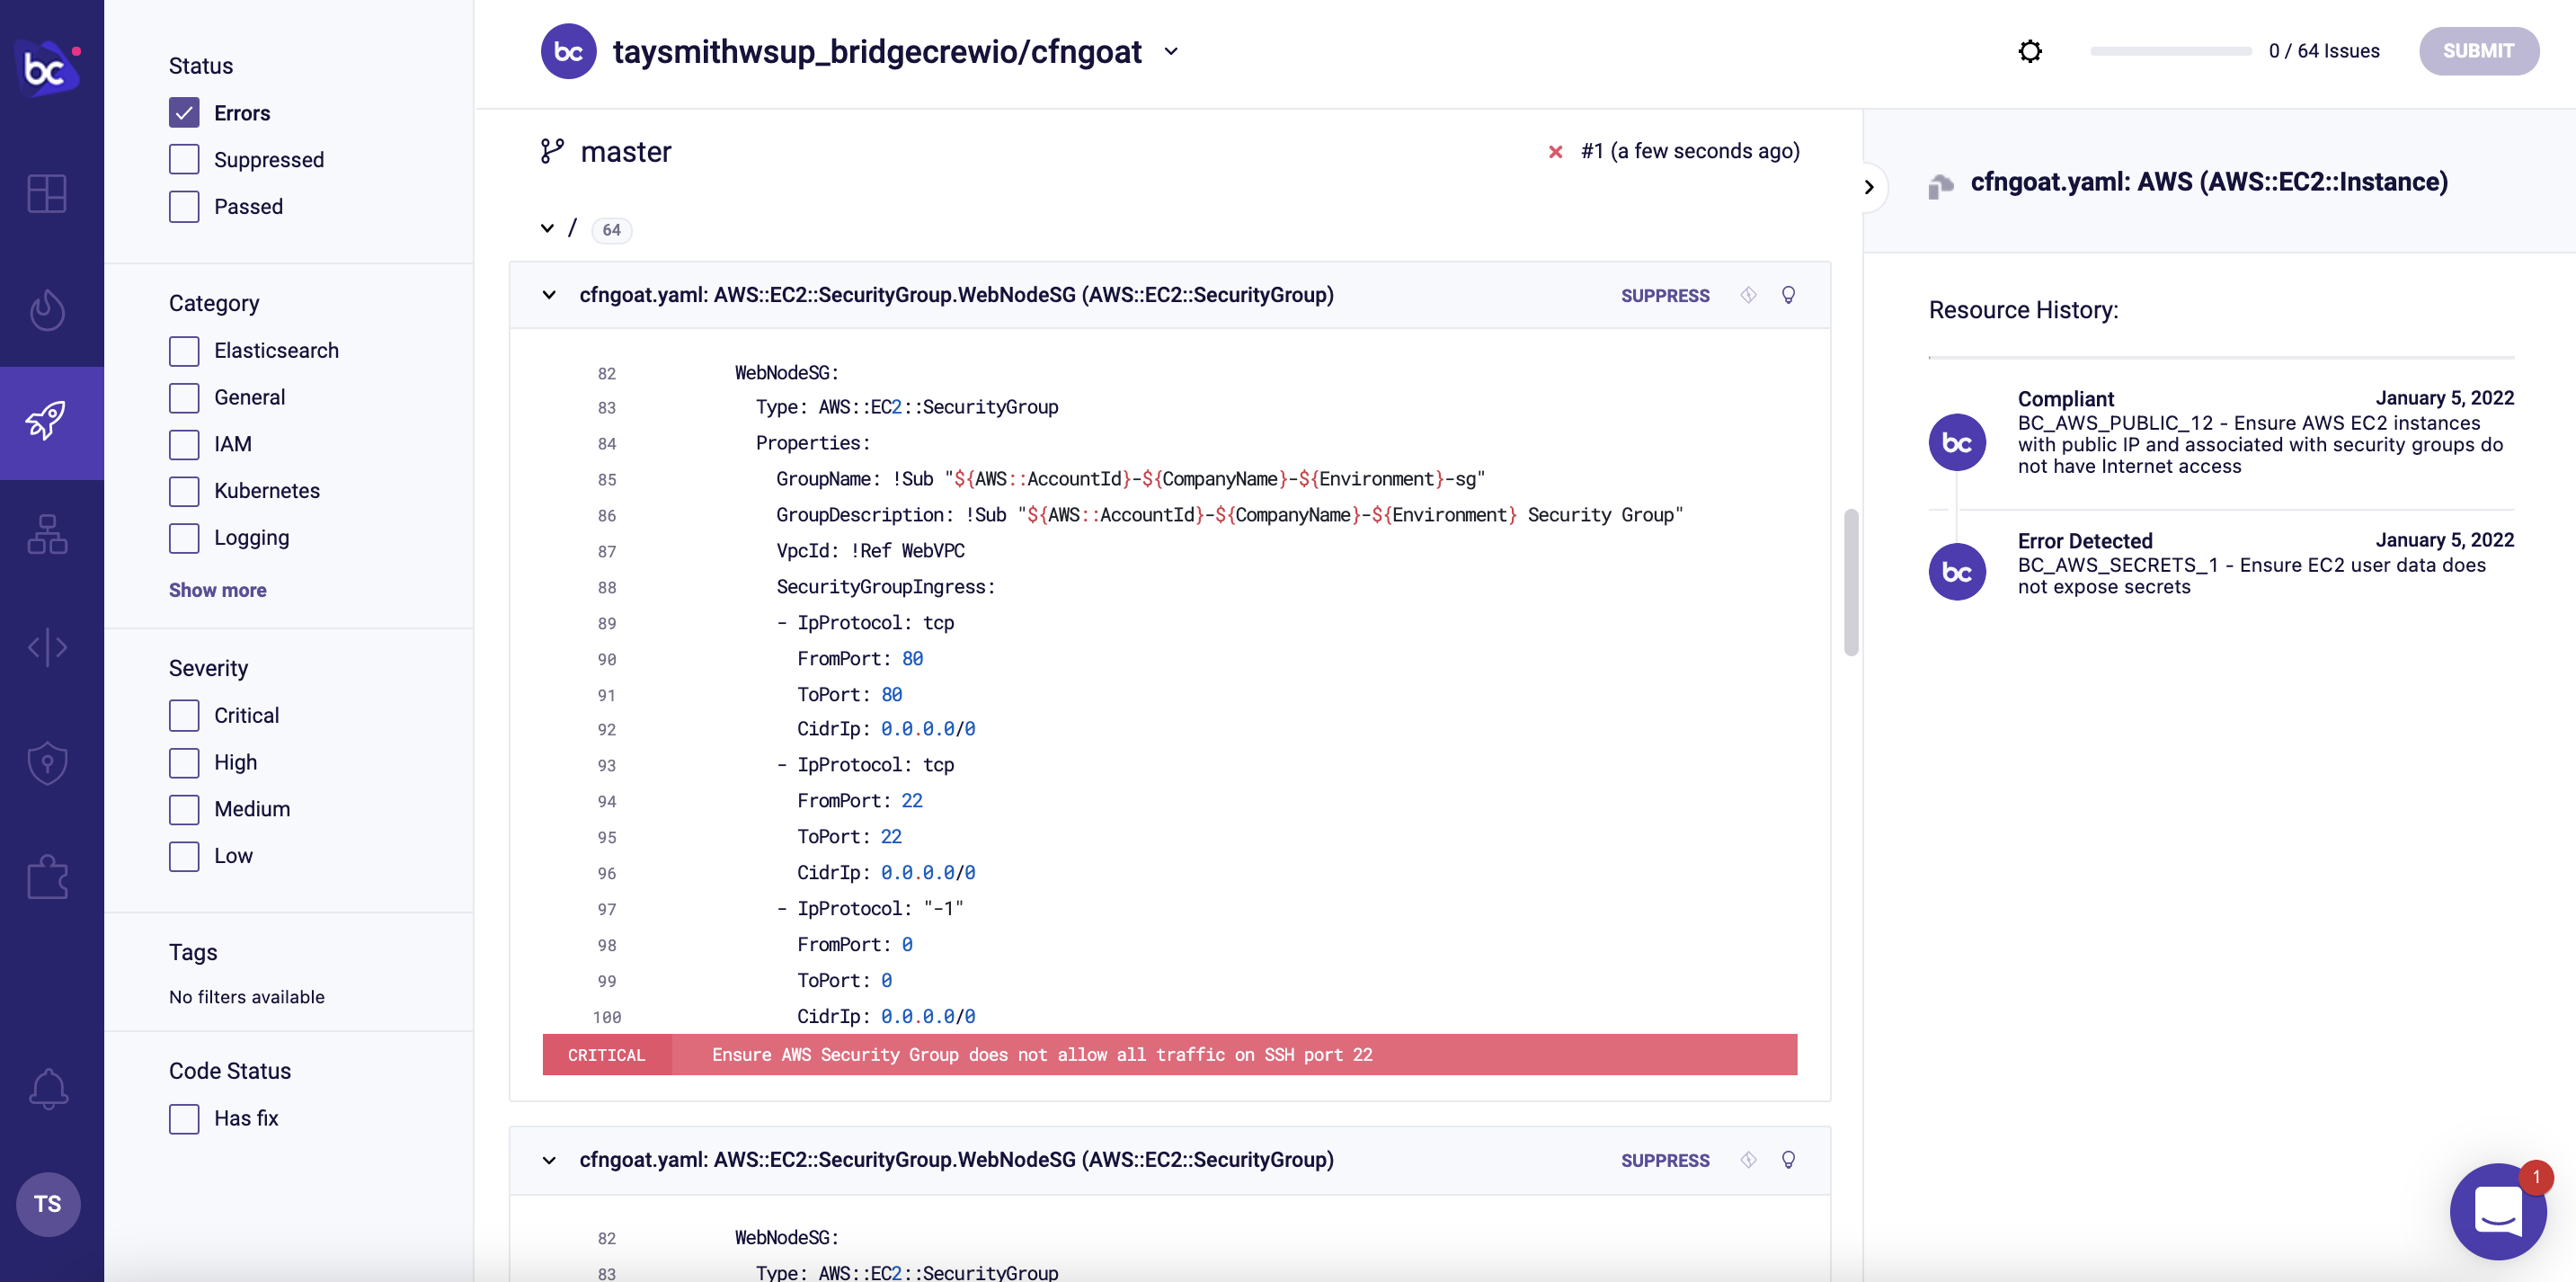 bc
TS
Status
Errors
Suppressed
Passed
Category
Elasticsearch
General
IAM
Kubernetes
Logging
Show more
Severity
Critical
High
Medium
Low
Tags
No filters available
Code Status
Has fix
bc taysmithwsup_bridgecrewio/cfngoat
0 / 64 Issues
SUBMIT
master
#1 (a few seconds ago)
/ 64
cfngoat.yaml: AWS::EC2::SecurityGroup.WebNodeSG (AWS::EC2::SecurityGroup) SUPPRESS
82 WebNodeSG:
83 Type: AWS::EC2::SecurityGroup
84 Properties:
85 GroupName: !Sub "${AWS::AccountId}-${CompanyName}-${Environment}-sg"
86 GroupDescription: !Sub "${AWS::AccountId}-${CompanyName}-${Environment} Security Group"
87 VpcId: !Ref WebVPC
88 SecurityGroupIngress:
89 - IpProtocol: tcp
90 FromPort: 80
91 ToPort: 80
92 CidrIp: 0.0.0.0/0
93 - IpProtocol: tcp
94 FromPort: 22
95 ToPort: 22
96 CidrIp: 0.0.0.0/0
97 - IpProtocol: "-1"
98 FromPort: 0
99 ToPort: 0
100 CidrIp: 0.0.0.0/0
CRITICAL Ensure AWS Security Group does not allow all traffic on SSH port 22
cfngoat.yaml: AWS::EC2::SecurityGroup.WebNodeSG (AWS::EC2::SecurityGroup) SUPPRESS
82 WebNodeSG:
83 Type: AWS::EC2::SecurityGroup
cfngoat.yaml: AWS (AWS::EC2::Instance)
Resource History:
bc
Compliant January 5, 2022
BC_AWS_PUBLIC_12 - Ensure AWS EC2 instances
with public IP and associated with security groups do
not have Internet access
bc
Error Detected January 5, 2022
BC_AWS_SECRETS_1 - Ensure EC2 user data does
not expose secrets
1